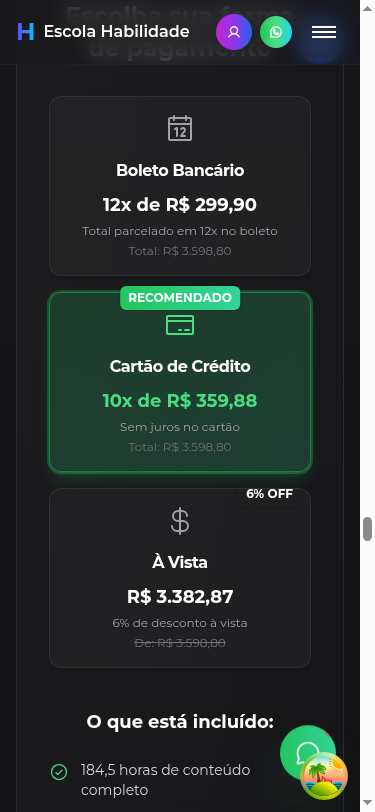 Escolha sua forma
de pagamento
H Escola Habilidade
12
Boleto Bancário
12x de R$ 299,90
Total parcelado em 12x no boleto
Total: R$ 3.598,80
RECOMENDADO
Cartão de Crédito
10x de R$ 359,88
Sem juros no cartão
Total: R$ 3.598,80
6% OFF
À Vista
R$ 3.382,87
6% de desconto à vista
De: R$ 3.598,80
O que está incluído:
184,5 horas de conteúdo
completo